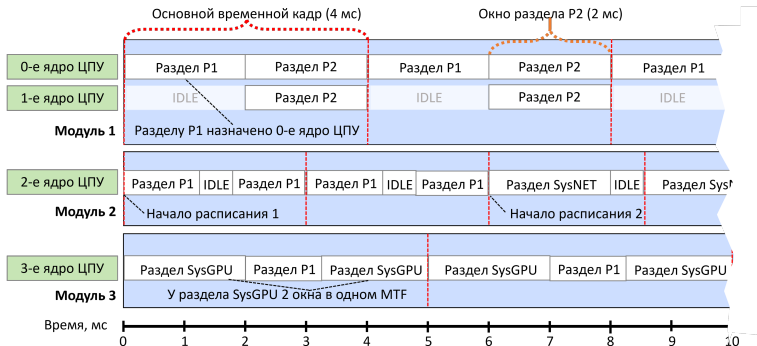 Основной временной кадр (4 мс) Окно раздела P2 (2 мс)
0-е ядро ЦПУ Раздел P1 Раздел P2 Раздел P1 Раздел P2 Раздел P1
1-е ядро ЦПУ IDLE Раздел P2 IDLE Раздел P2 IDLE
Модуль 1 Разделу P1 назначено 0-е ядро ЦПУ
2-е ядро ЦПУ Раздел P1 IDLE Раздел P1 Раздел P1 IDLE Раздел P1 Раздел SysNET IDLE Раздел SysN
Модуль 2 Начало расписания 1 Начало расписания 2
3-е ядро ЦПУ Раздел SysGPU Раздел P1 Раздел SysGPU Раздел SysGPU Раздел P1 Раздел SysGPU
Модуль 3 У раздела SysGPU 2 окна в одном MTF
Время, мс
0 1 2 3 4 5 6 7 8 9 10